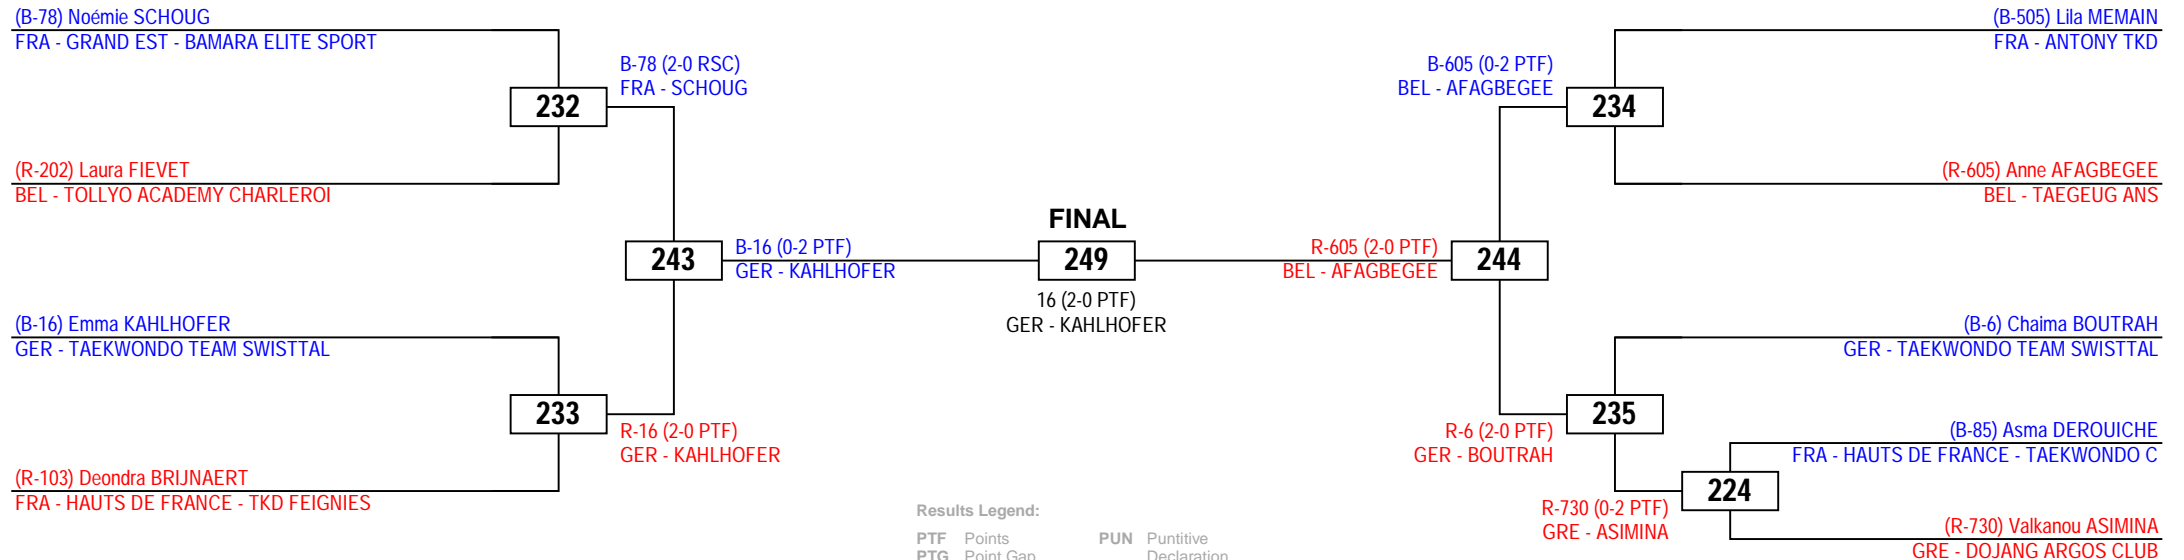 (B-78) Noémie SCHOUG
FRA - GRAND EST - BAMARA ELITE SPORT
(B-505) Lila MEMAIN
FRA - ANTONY TKD
B-78 (2-0 RSC)
FRA - SCHOUG
B-605 (0-2 PTF)
BEL - AFAGBEGEE
232
234
(R-202) Laura FIEVET
BEL - TOLLYO ACADEMY CHARLEROI
(R-605) Anne AFAGBEGEE
BEL - TAEGEUG ANS
FINAL
243
B-16 (0-2 PTF)
GER - KAHLHOFER
249
R-605 (2-0 PTF)
BEL - AFAGBEGEE
244
16 (2-0 PTF)
GER - KAHLHOFER
(B-16) Emma KAHLHOFER
GER - TAEKWONDO TEAM SWISTTAL
(B-6) Chaima BOUTRAH
GER - TAEKWONDO TEAM SWISTTAL
233
235
R-16 (2-0 PTF)
GER - KAHLHOFER
R-6 (2-0 PTF)
GER - BOUTRAH
(B-85) Asma DEROUICHE
FRA - HAUTS DE FRANCE - TAEKWONDO C
(R-103) Deondra BRIJNAERT
FRA - HAUTS DE FRANCE - TKD FEIGNIES
224
R-730 (0-2 PTF)
GRE - ASIMINA
(R-730) Valkanou ASIMINA
GRE - DOJANG ARGOS CLUB
Results Legend:
PTF Points PUN Puntitive
PTG Point Gap Declaration